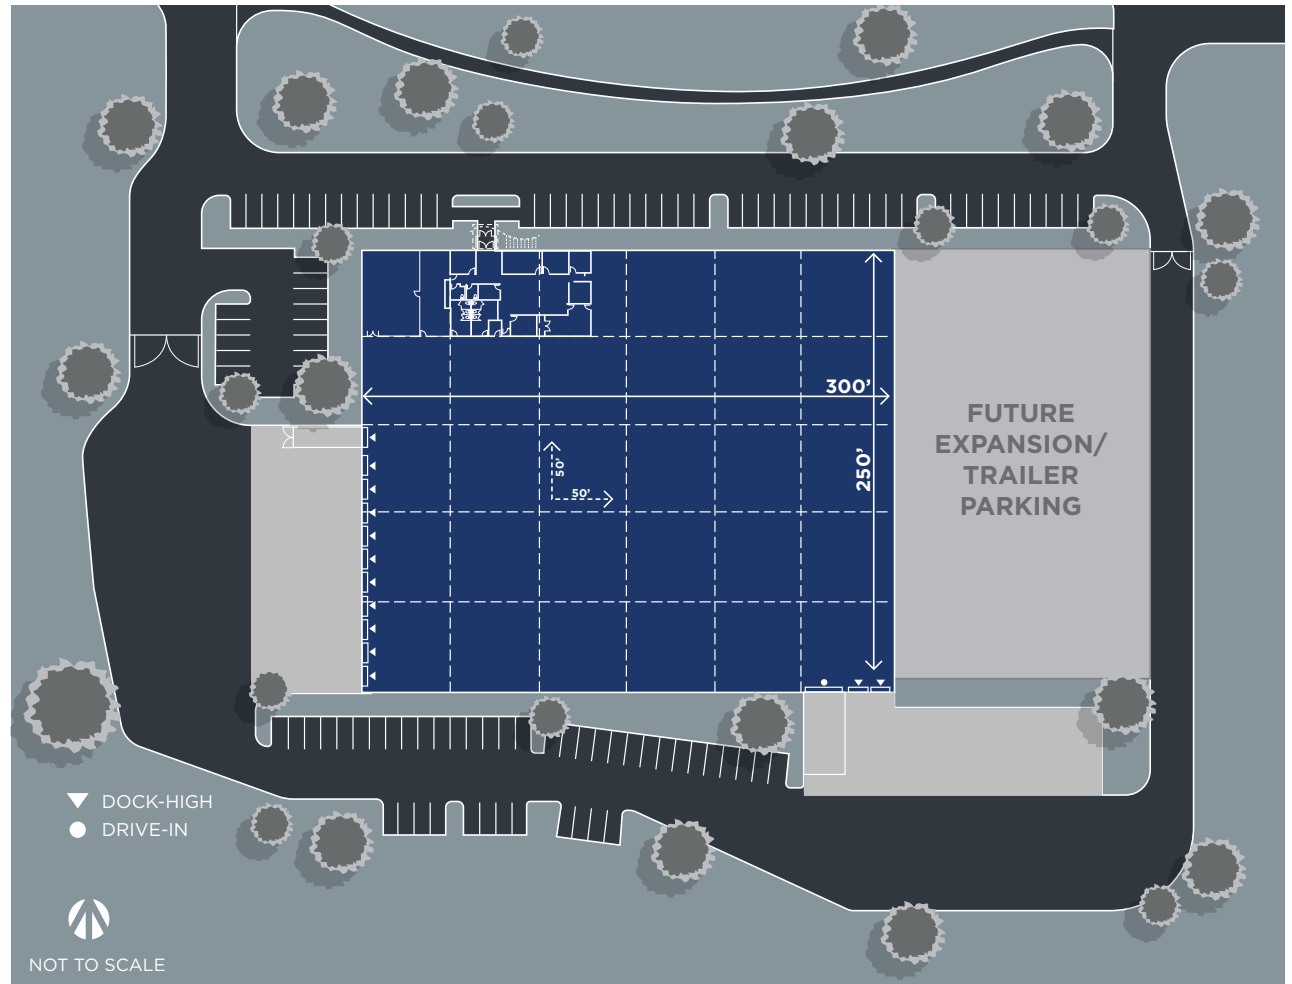 300'
FUTURE
EXPANSION/
TRAILER
PARKING
250'
50'
50'
DOCK-HIGH
DRIVE-IN
NOT TO SCALE